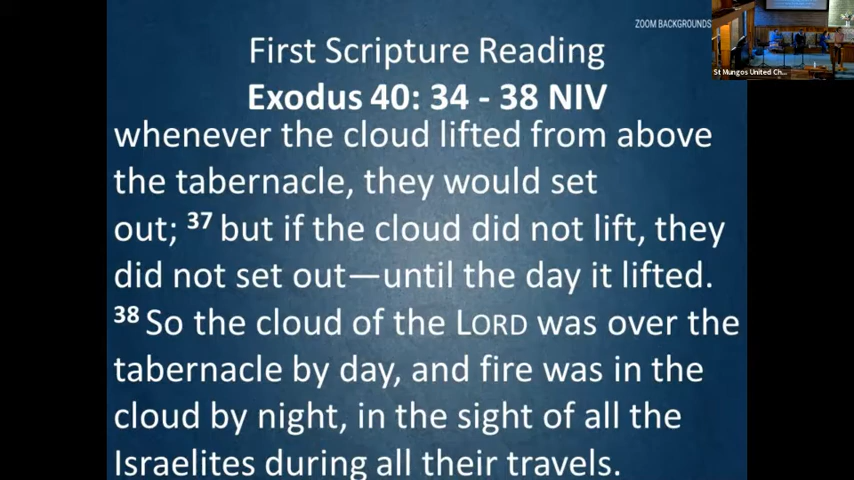 ZOOM BACKGROUNDS
First Scripture Reading
Exodus 40: 34 - 38 NIV
whenever the cloud lifted from above
the tabernacle, they would set
out; 37 but if the cloud did not lift, they
did not set out—until the day it lifted.
38 So the cloud of the LORD was over the
tabernacle by day, and fire was in the
cloud by night, in the sight of all the
Israelites during all their travels.
St Mungos United Ch...